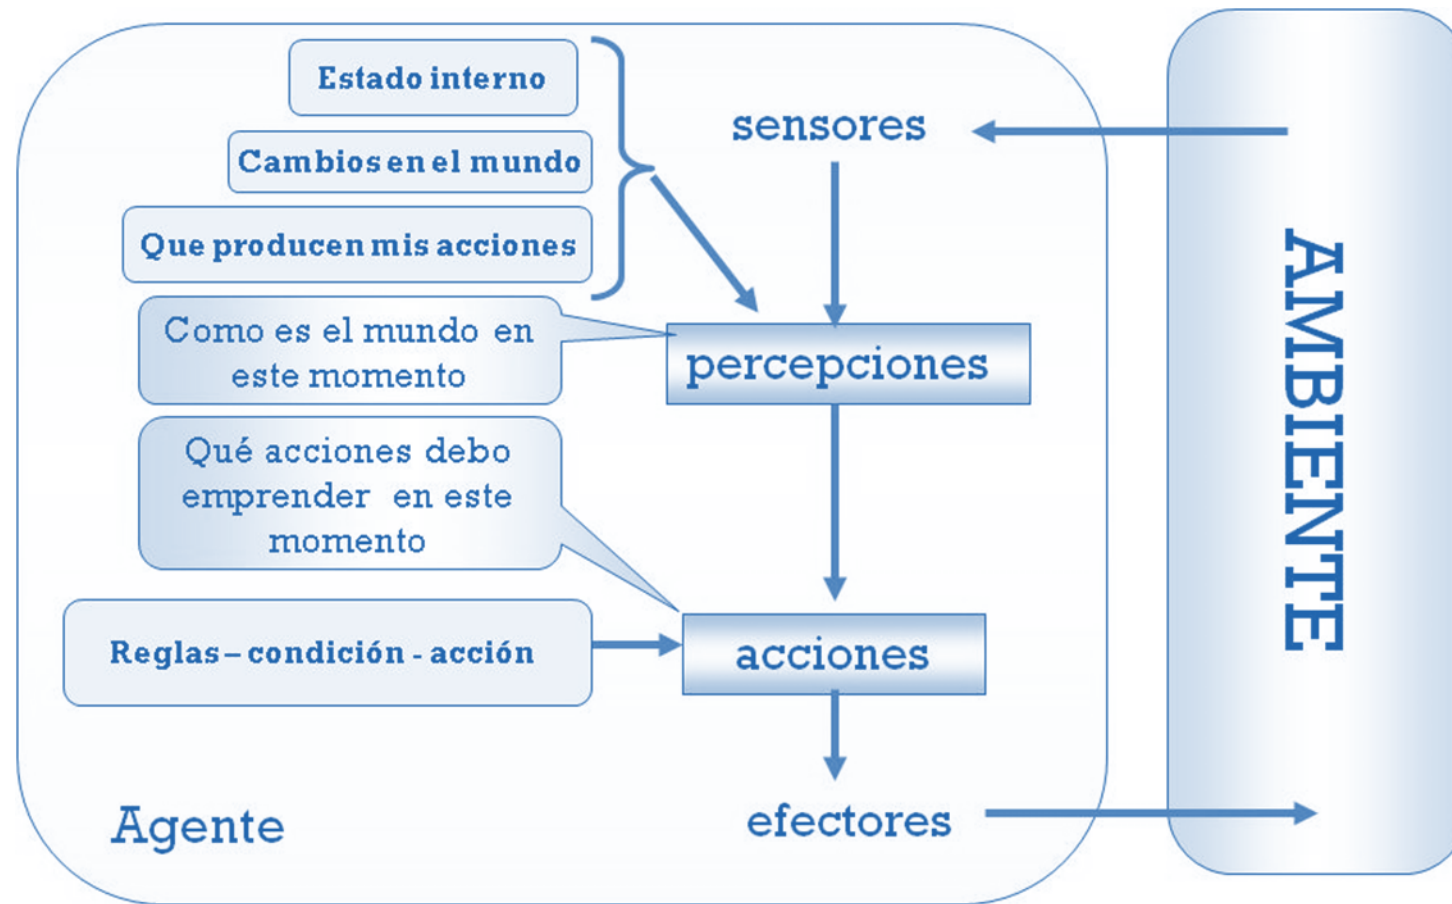 Estado interno
sensores
Cambios en el mundo
Que producen mis acciones
Como es el mundo en
este momento
percepciones
Qué acciones debo
emprender en este
momento
Reglas – condición - acción
acciones
Agente
efectores
AMBIENTE